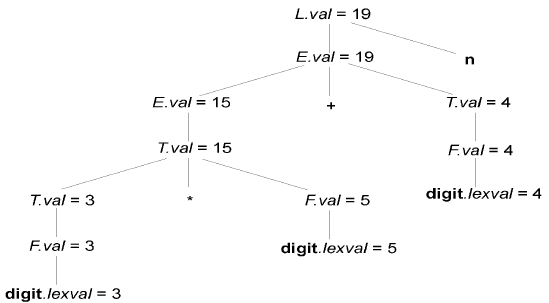 L.val = 19
E.val = 19
n
E.val = 15
+
T.val = 4
T.val = 15
F.val = 4
T.val = 3
*
F.val = 5
digit.lexval = 4
F.val = 3
digit.lexval = 5
digit.lexval = 3